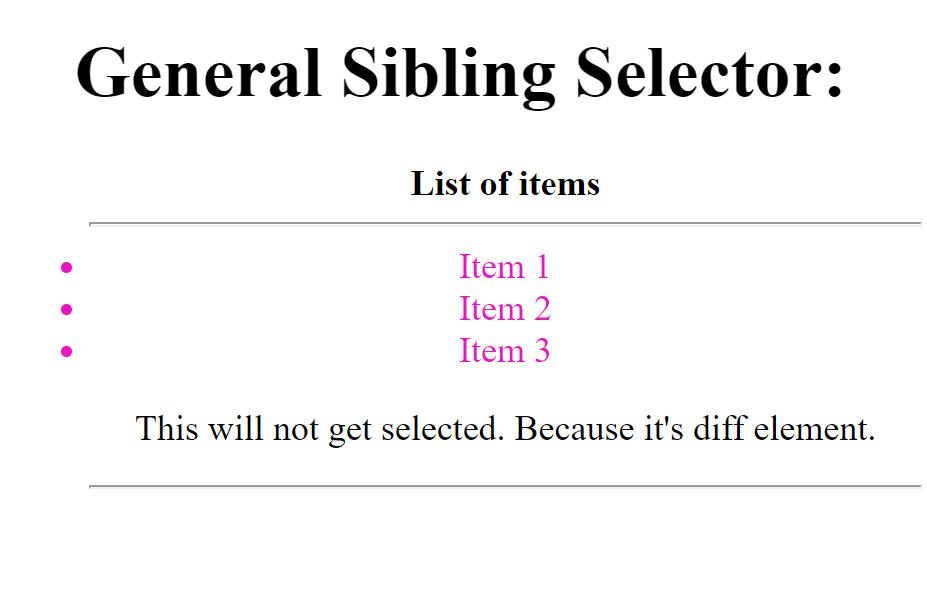 General Sibling Selector:
List of items
Item 1
Item 2
Item 3
This will not get selected. Because it's diff element.